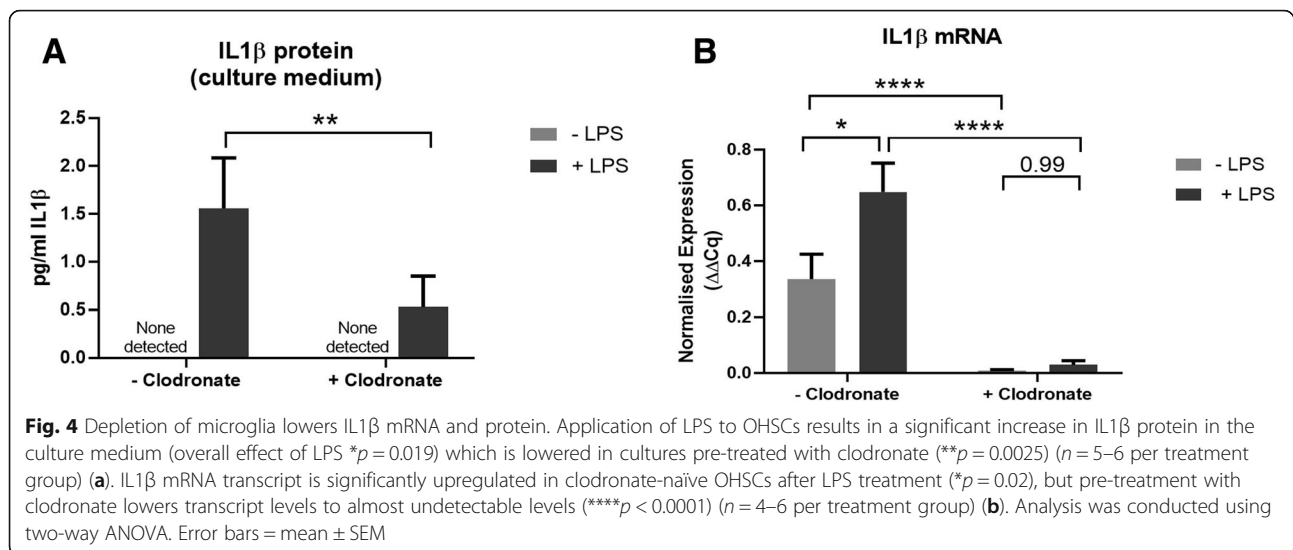 A
IL1β protein
(culture medium)
**
- LPS
+ LPS
pg/ml IL1β
2.5
2.0
1.5
1.0
0.5
0.0
None
detected
None
detected
- Clodronate
+ Clodronate
B
IL1β mRNA
****
*
****
0.99
- LPS
+ LPS
Normalised Expression
(ΔΔCq)
0.8
0.6
0.4
0.2
0.0
- Clodronate
+ Clodronate
Fig. 4 Depletion of microglia lowers IL1β mRNA and protein. Application of LPS to OHSCs results in a significant increase in IL1β protein in the
culture medium (overall effect of LPS *p = 0.019) which is lowered in cultures pre-treated with clodronate (**p = 0.0025) (n = 5–6 per treatment
group) (a). IL1β mRNA transcript is significantly upregulated in clodronate-naïve OHSCs after LPS treatment (*p = 0.02), but pre-treatment with
clodronate lowers transcript levels to almost undetectable levels (****p < 0.0001) (n = 4–6 per treatment group) (b). Analysis was conducted using
two-way ANOVA. Error bars = mean ± SEM